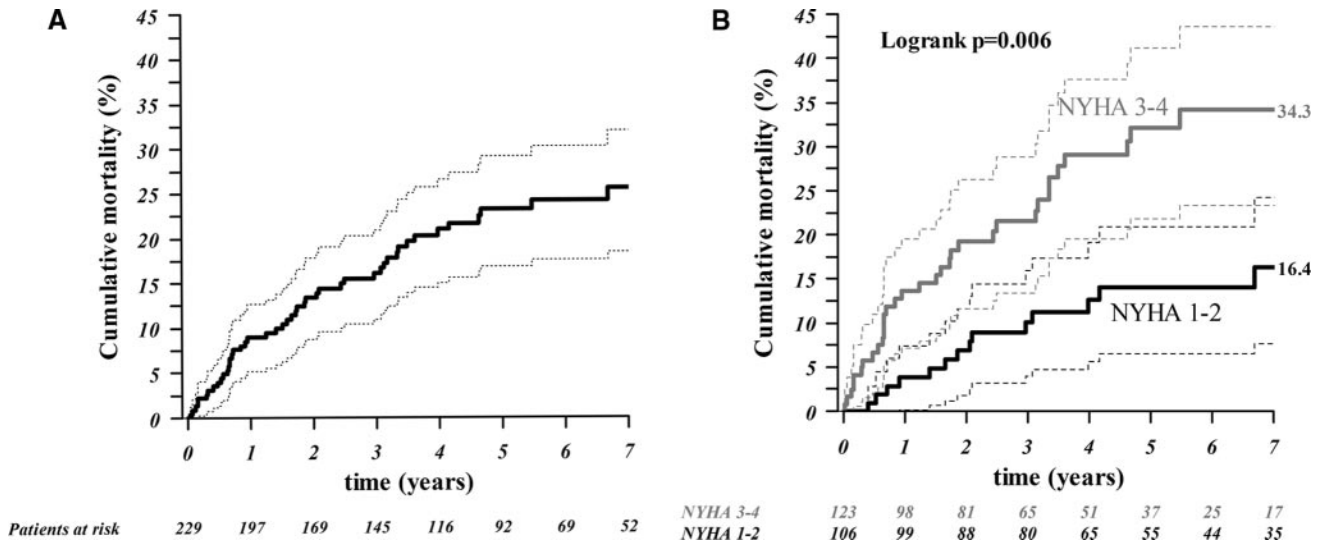 A
Cumulative mortality (%)
45
40
35
30
25
20
15
10
5
0
0 1 2 3 4 5 6 7
time (years)
Patients at risk 229 197 169 145 116 92 69 52
B
Logrank p=0.006
Cumulative mortality (%)
45
40
35
30
25
20
15
10
5
0
NYHA 3-4
34.3
16.4
NYHA 1-2
0 1 2 3 4 5 6 7
time (years)
NYHA 3-4 123 98 81 65 51 37 25 17
NYHA 1-2 106 99 88 80 65 55 44 35